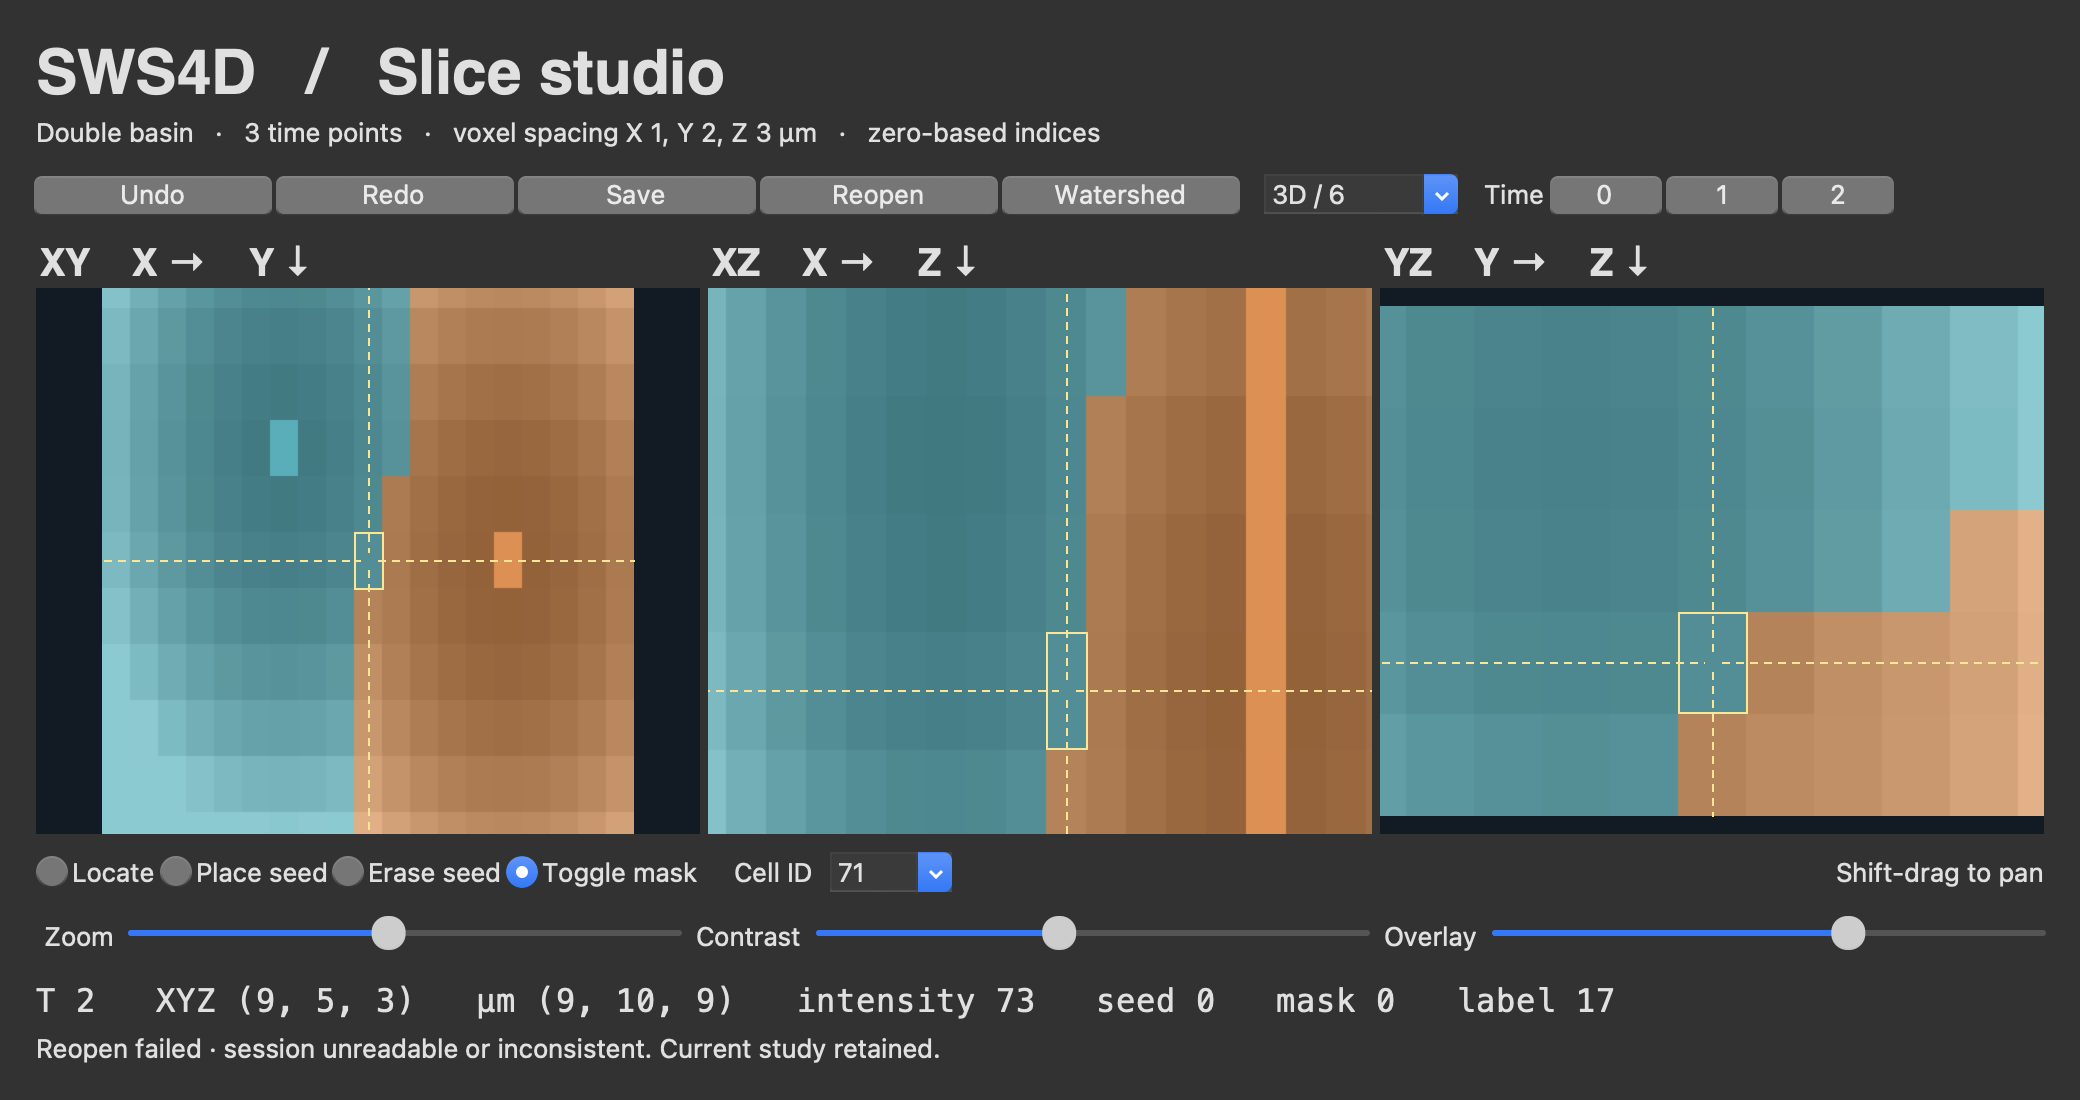 SWS4D / Slice studio
Double basin · 3 time points · voxel spacing X 1, Y 2, Z 3 µm · zero-based indices
Undo Redo Save Reopen Watershed 3D / 6 Time 0 1 2
XY X → Y ↓ XZ X → Z ↓ YZ Y → Z ↓
Locate Place seed Erase seed Toggle mask Cell ID 71 Shift-drag to pan
Zoom Contrast Overlay
T 2 XYZ (9, 5, 3) µm (9, 10, 9) intensity 73 seed 0 mask 0 label 17
Reopen failed · session unreadable or inconsistent. Current study retained.